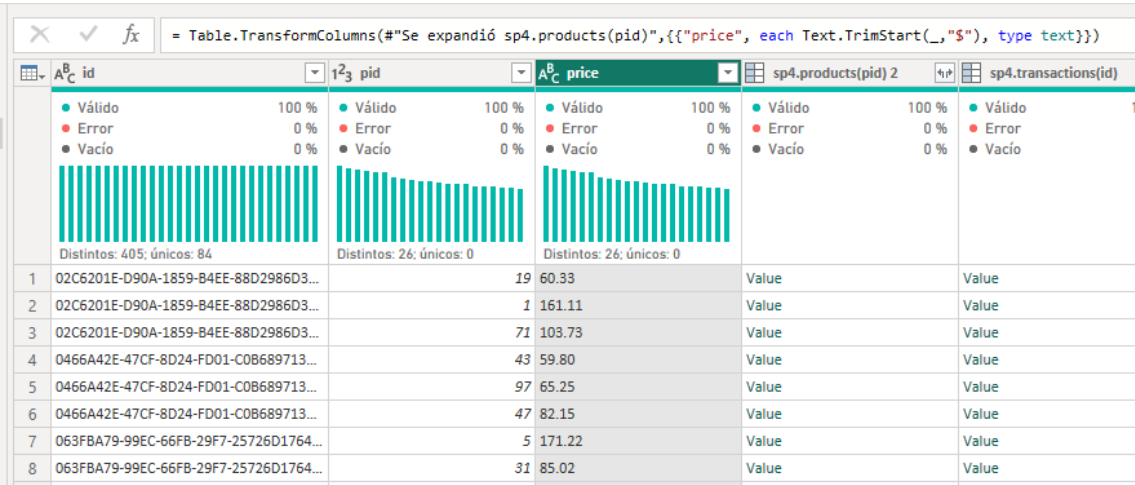 fx = Table.TransformColumns(#"Se expandió sp4.products(pid)",{{"price", each Text.TrimStart(_,"$"), type text}})
ABC id 123 pid ABC price sp4.products(pid) 2 sp4.transactions(id)
Válido 100 % Válido 100 % Válido 100 % Válido 100 % Válido 1
Error 0 % Error 0 % Error 0 % Error 0 % Error
Vacío 0 % Vacío 0 % Vacío 0 % Vacío 0 % Vacío
Distintos: 405; únicos: 84 Distintos: 26; únicos: 0 Distintos: 26; únicos: 0
1 02C6201E-D90A-1859-B4EE-88D2986D3... 19 60.33 Value Value
2 02C6201E-D90A-1859-B4EE-88D2986D3... 1 161.11 Value Value
3 02C6201E-D90A-1859-B4EE-88D2986D3... 71 103.73 Value Value
4 0466A42E-47CF-8D24-FD01-C0B689713... 43 59.80 Value Value
5 0466A42E-47CF-8D24-FD01-C0B689713... 97 65.25 Value Value
6 0466A42E-47CF-8D24-FD01-C0B689713... 47 82.15 Value Value
7 063FBA79-99EC-66FB-29F7-25726D1764... 5 171.22 Value Value
8 063FBA79-99EC-66FB-29F7-25726D1764... 31 85.02 Value Value